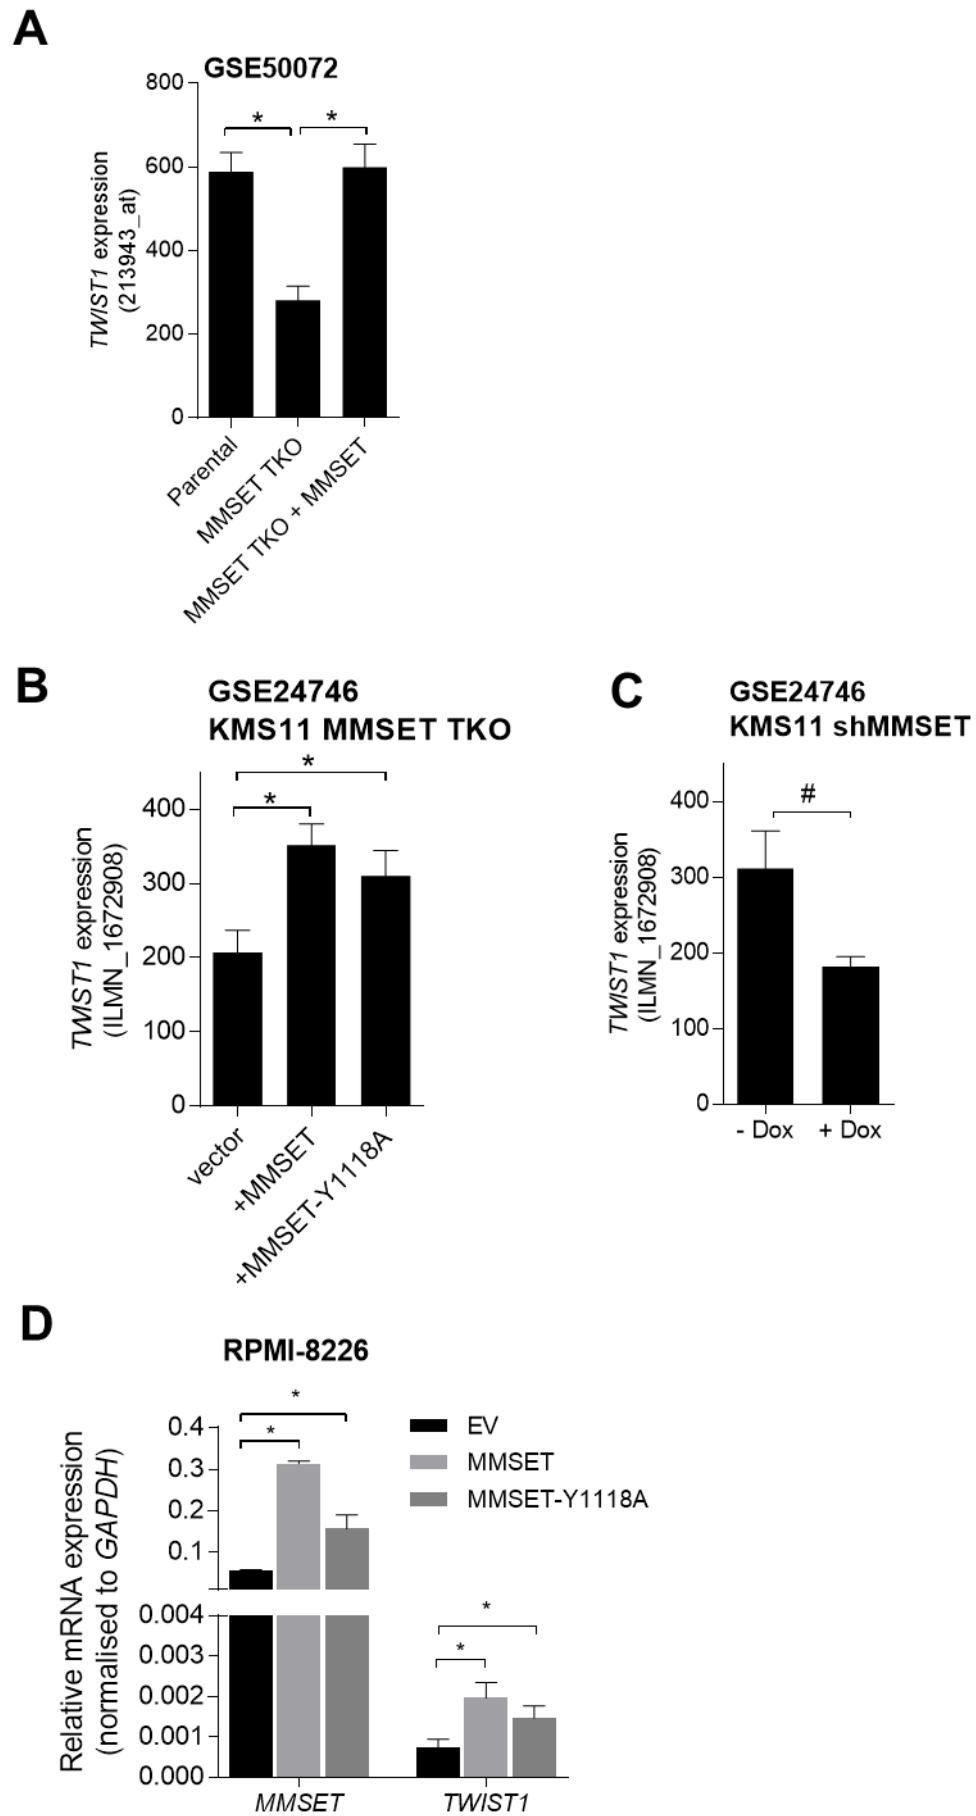 A
GSE50072
*
*
800
600
400
200
0
TWIST1 expression
(213943_at)
Parental
MMSET TKO
MMSET TKO + MMSET
B
GSE24746
KMS11 MMSET TKO
*
*
400
300
200
100
0
TWIST1 expression
(ILMN_1672908)
vector
+MMSET
+MMSET-Y1118A
C
GSE24746
KMS11 shMMSET
#
400
300
200
100
0
TWIST1 expression
(ILMN_1672908)
- Dox
+ Dox
D
RPMI-8226
*
*
0.4
0.3
0.2
0.1
EV
MMSET
MMSET-Y1118A
*
*
0.004
0.003
0.002
0.001
0.000
Relative mRNA expression
(normalised to GAPDH)
MMSET
TWIST1